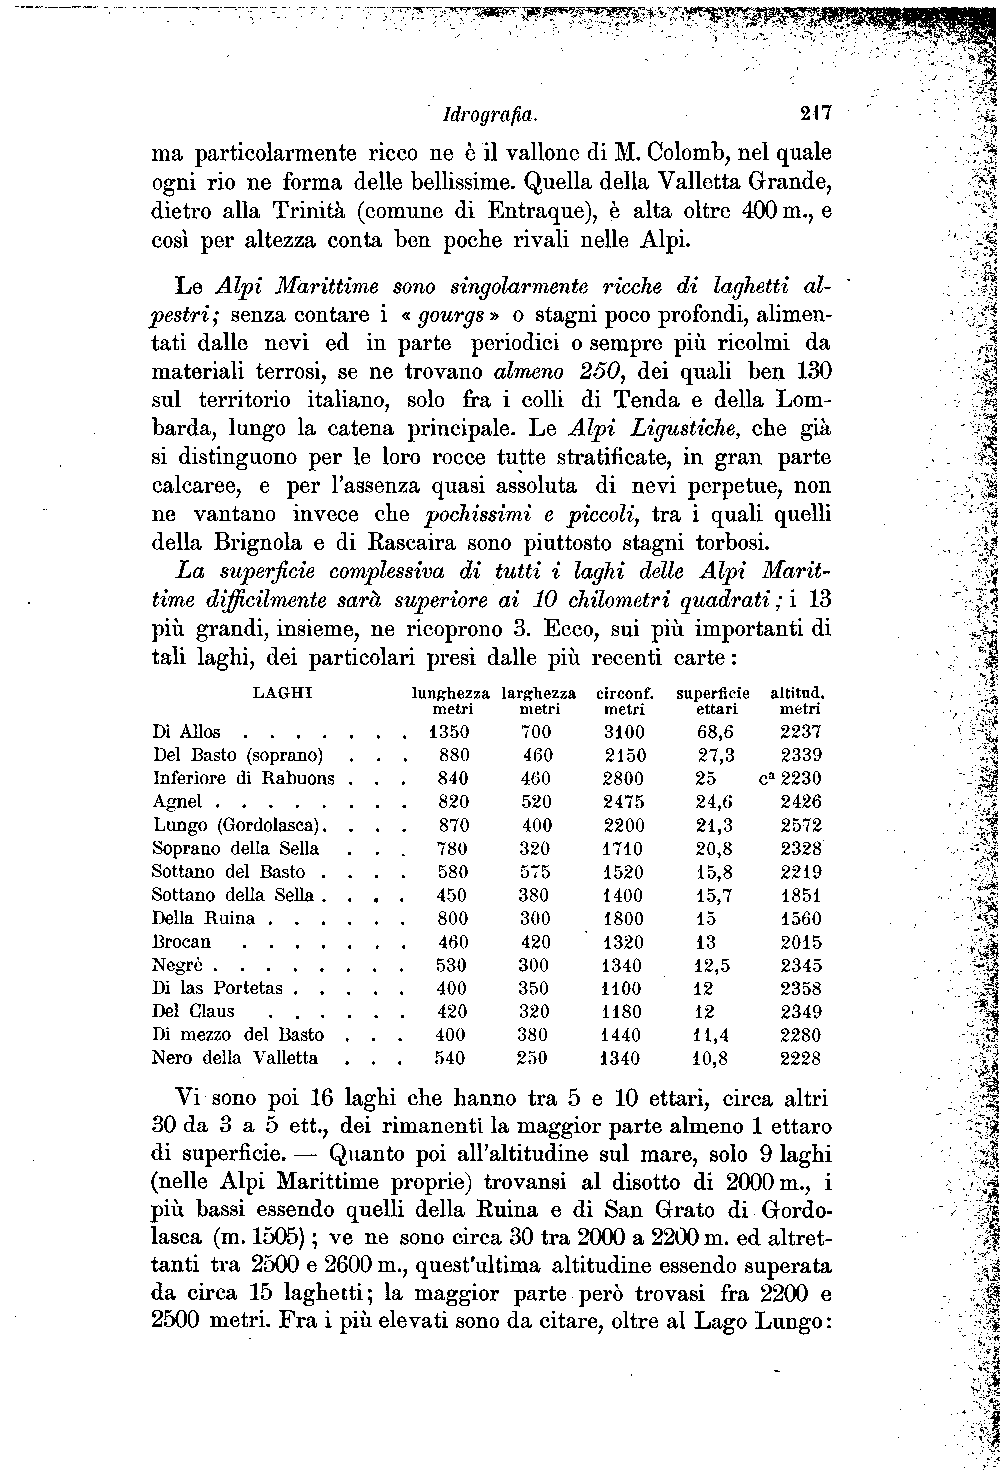 Idrografia. 217
ma particolarmente ricco ne è il vallone di M. Colomb, nel quale
ogni rio ne forma delle bellissime. Quella della Valletta Grande,
dietro alla Trinità (comune di Entraque), è alta oltre 400 m., e
così per altezza conta ben poche rivali nelle Alpi.
Le Alpi Marittime sono singolarmente ricche di laghetti al-
pestri; senza contare i « gourgs » o stagni poco profondi, alimen-
tati dalle nevi ed in parte periodici o sempre più ricolmi da
materiali terrosi, se ne trovano almeno 250, dei quali ben 130
sul territorio italiano, solo fra i colli di Tenda e della Lom-
barda, lungo la catena principale. Le Alpi Ligustiche, che già
si distinguono per le loro rocce tutte stratificate, in gran parte
calcaree, e per l'assenza quasi assoluta di nevi perpetue, non
ne vantano invece che pochissimi e piccoli, tra i quali quelli
della Brignola e di Rascaira sono piuttosto stagni torbosi.
La superficie complessiva di tutti i laghi delle Alpi Marit-
time difficilmente sarà superiore ai 10 chilometri quadrati; i 13
più grandi, insieme, ne ricoprono 3. Ecco, sui più importanti di
tali laghi, dei particolari presi dalle più recenti carte:
LAGHI lunghezza larghezza circonf. superficie altitud.
metri metri metri ettari metri
Di Allos . . . . . . . 1350 700 3100 68,6 2237
Del Basto (soprano) . . . 880 460 2150 27,3 2339
Inferiore di Rabuons . . . 840 460 2800 25 cª 2230
Agnel . . . . . . . . 820 520 2475 24,6 2426
Lungo (Gordolasca). . . . 870 400 2200 21,3 2572
Soprano della Sella . . . 780 320 1710 20,8 2328
Sottano del Basto . . . . 580 575 1520 15,8 2219
Sottano della Sella . . . . 450 380 1400 15,7 1851
Della Ruina . . . . . . 800 300 1800 15 1560
Brocan . . . . . . . 460 420 1320 13 2015
Negrè . . . . . . . . 530 300 1340 12,5 2345
Di las Portetas . . . . . 400 350 1100 12 2358
Del Claus . . . . . . 420 320 1180 12 2349
Di mezzo del Basto . . . 400 380 1440 11,4 2280
Nero della Valletta . . . 540 250 1340 10,8 2228
Vi sono poi 16 laghi che hanno tra 5 e 10 ettari, circa altri
30 da 3 a 5 ett., dei rimanenti la maggior parte almeno 1 ettaro
di superficie. — Quanto poi all'altitudine sul mare, solo 9 laghi
(nelle Alpi Marittime proprie) trovansi al disotto di 2000 m., i
più bassi essendo quelli della Ruina e di San Grato di Gordo-
lasca (m. 1505); ve ne sono circa 30 tra 2000 a 2200 m. ed altret-
tanti tra 2500 e 2600 m., quest'ultima altitudine essendo superata
da circa 15 laghetti; la maggior parte però trovasi fra 2200 e
2500 metri. Fra i più elevati sono da citare, oltre al Lago Lungo: